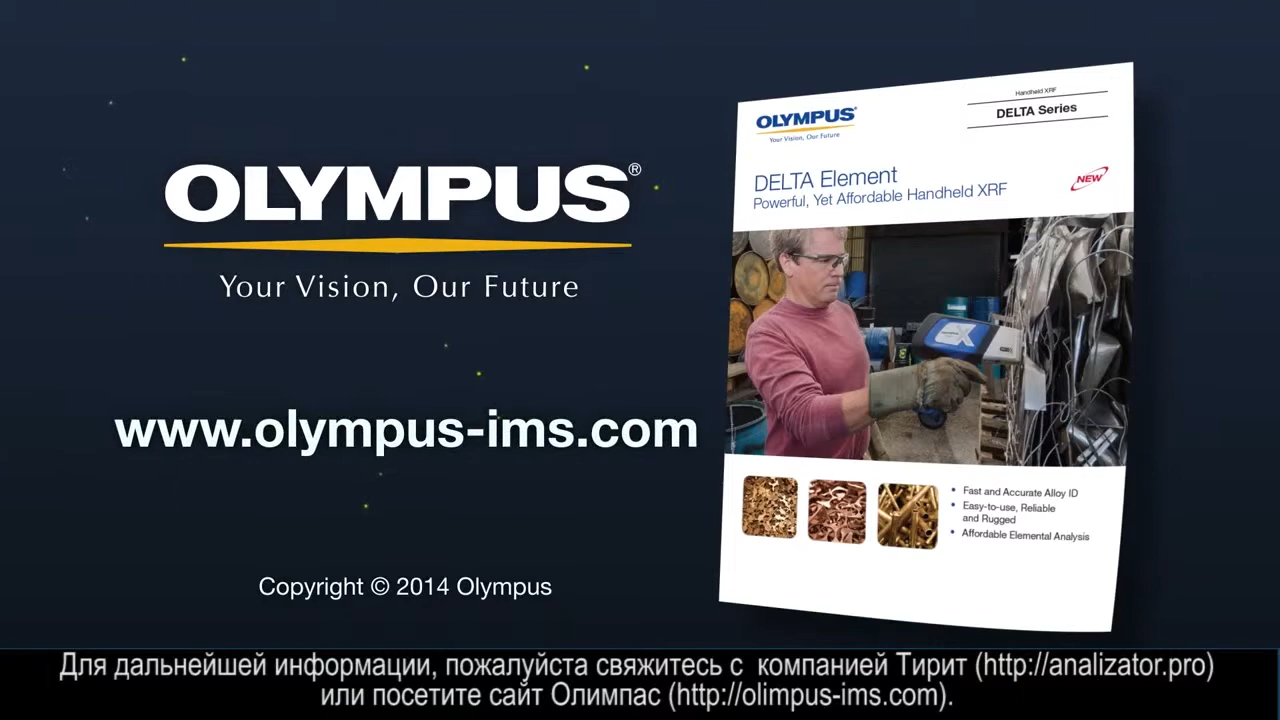 OLYMPUS®
Your Vision, Our Future
www.olympus-ims.com
Copyright © 2014 Olympus
OLYMPUS®
Your Vision, Our Future
Handheld XRF
DELTA Series
DELTA Element
Powerful, Yet Affordable Handheld XRF
NEW
• Fast and Accurate Alloy ID
• Easy-to-use, Reliable
and Rugged
• Affordable Elemental Analysis
Для дальнейшей информации, пожалуйста свяжитесь с компанией Тирит (http://analizator.pro)
или посетите сайт Олимпас (http://olimpus-ims.com).